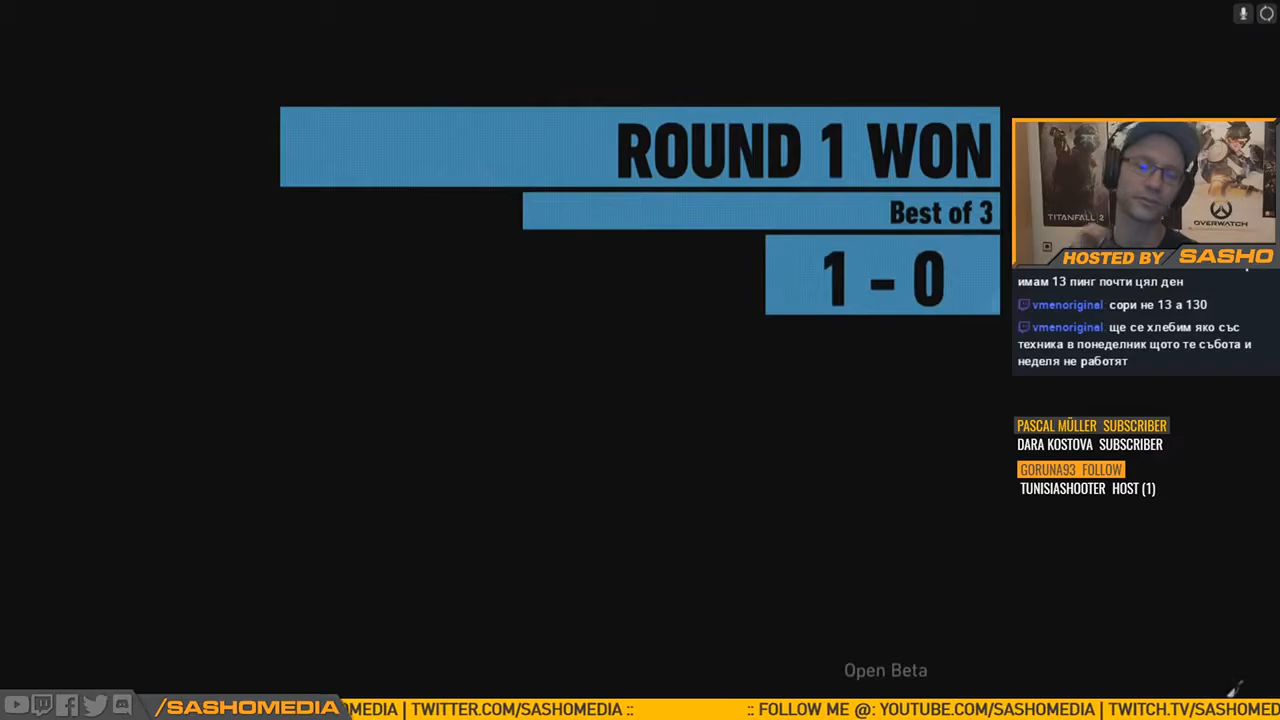 ROUND 1 WON
Best of 3
1 - 0
TITANFALL 2
OVERWATCH
HOSTED BY SASHO
имам 13 пинг почти цял ден
vmenoriginal: сори не 13 а 130
vmenoriginal: ще се хлебим яко със
техника в понеделник щото те събота и
неделя не работят
PASCAL MÜLLER SUBSCRIBER
DARA KOSTOVA SUBSCRIBER
GORUNA93 FOLLOW
TUNISIASHOOTER HOST (1)
Open Beta
/SASHOMEDIA
MEDIA | TWITTER.COM/SASHOMEDIA :: :: FOLLOW ME @: YOUTUBE.COM/SASHOMEDIA | TWITCH.TV/SASHOMED